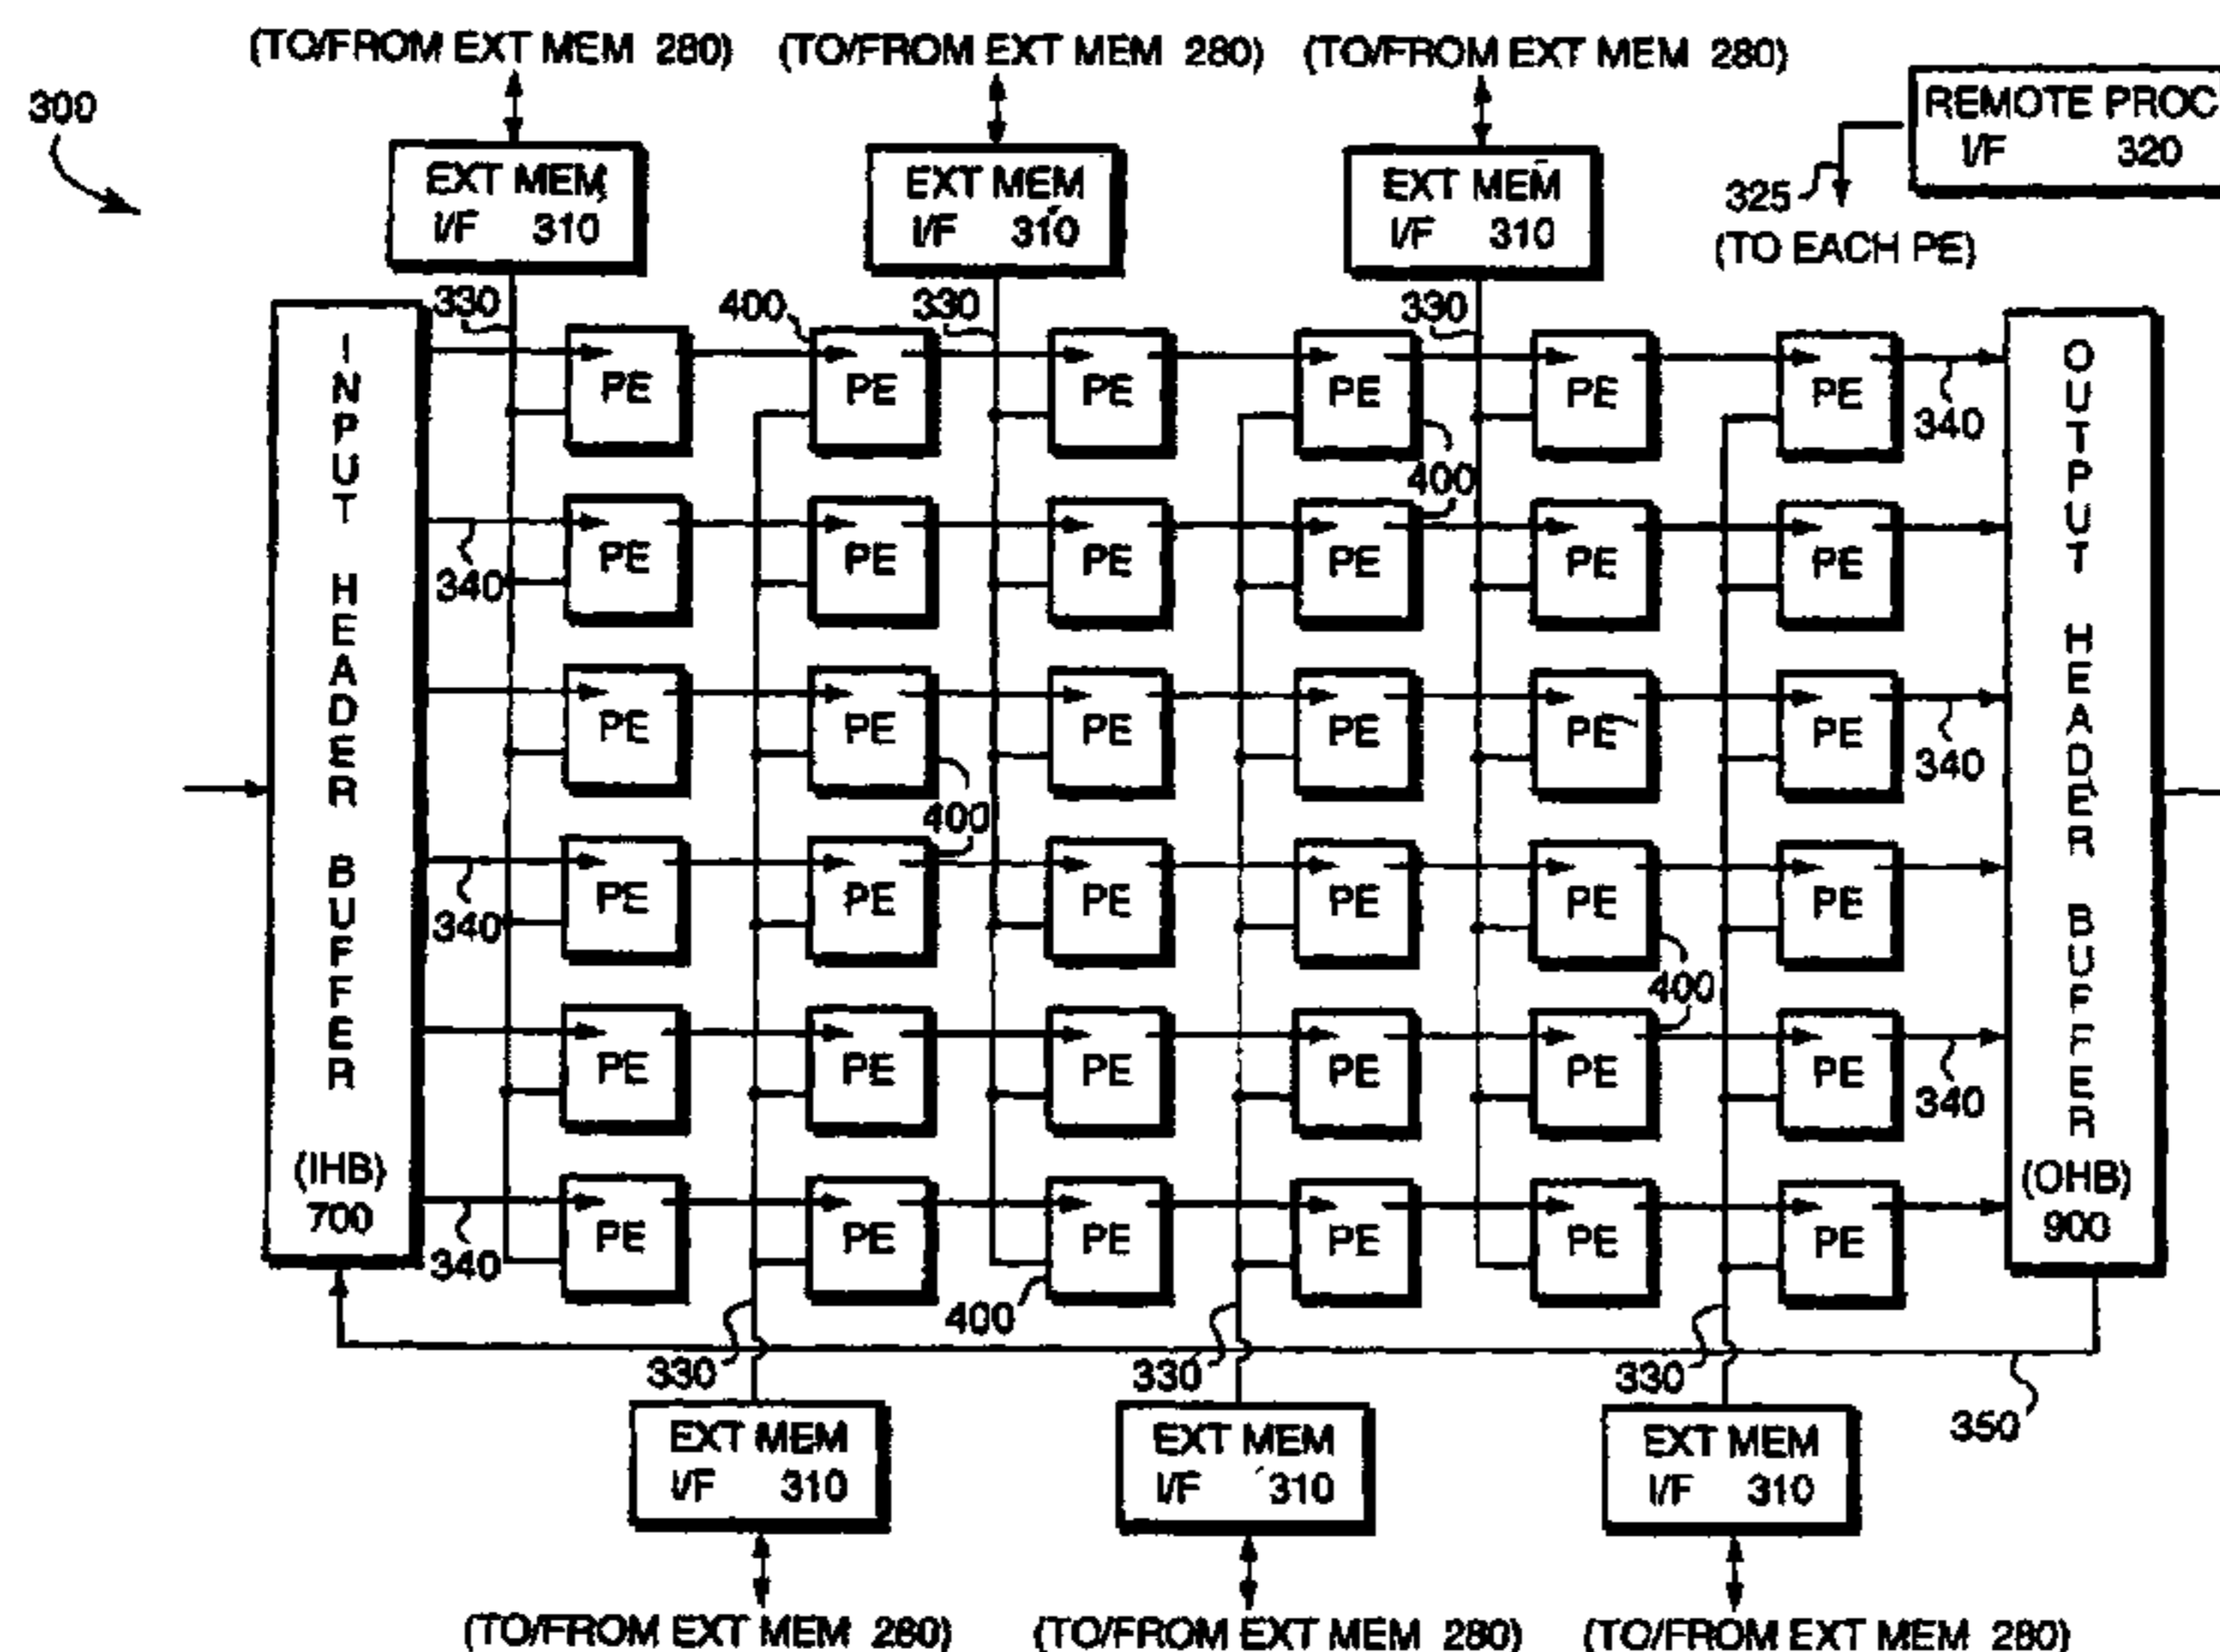 (TO/FROM EXT MEM 280) (TO/FROM EXT MEM 280) (TO/FROM EXT MEM 280)
300
EXT MEM
I/F 310
EXT MEM
I/F 310
EXT MEM
I/F 310
REMOTE PROC
I/F 320
325
(TO EACH PE)
330 400 330 330
INPUT HEADER BUFFER
(IHB)
700
OUTPUT HEADER BUFFER
(OHB)
900
PE PE PE PE PE PE
340
400
PE PE PE PE PE PE
340
PE PE PE PE PE PE
340
400
PE PE PE PE PE PE
340
400
PE PE PE PE PE PE
340
PE PE PE PE PE PE
340
400
330 330 330
350
EXT MEM
I/F 310
EXT MEM
I/F 310
EXT MEM
I/F 310
(TO/FROM EXT MEM 280) (TO/FROM EXT MEM 280) (TO/FROM EXT MEM 280)